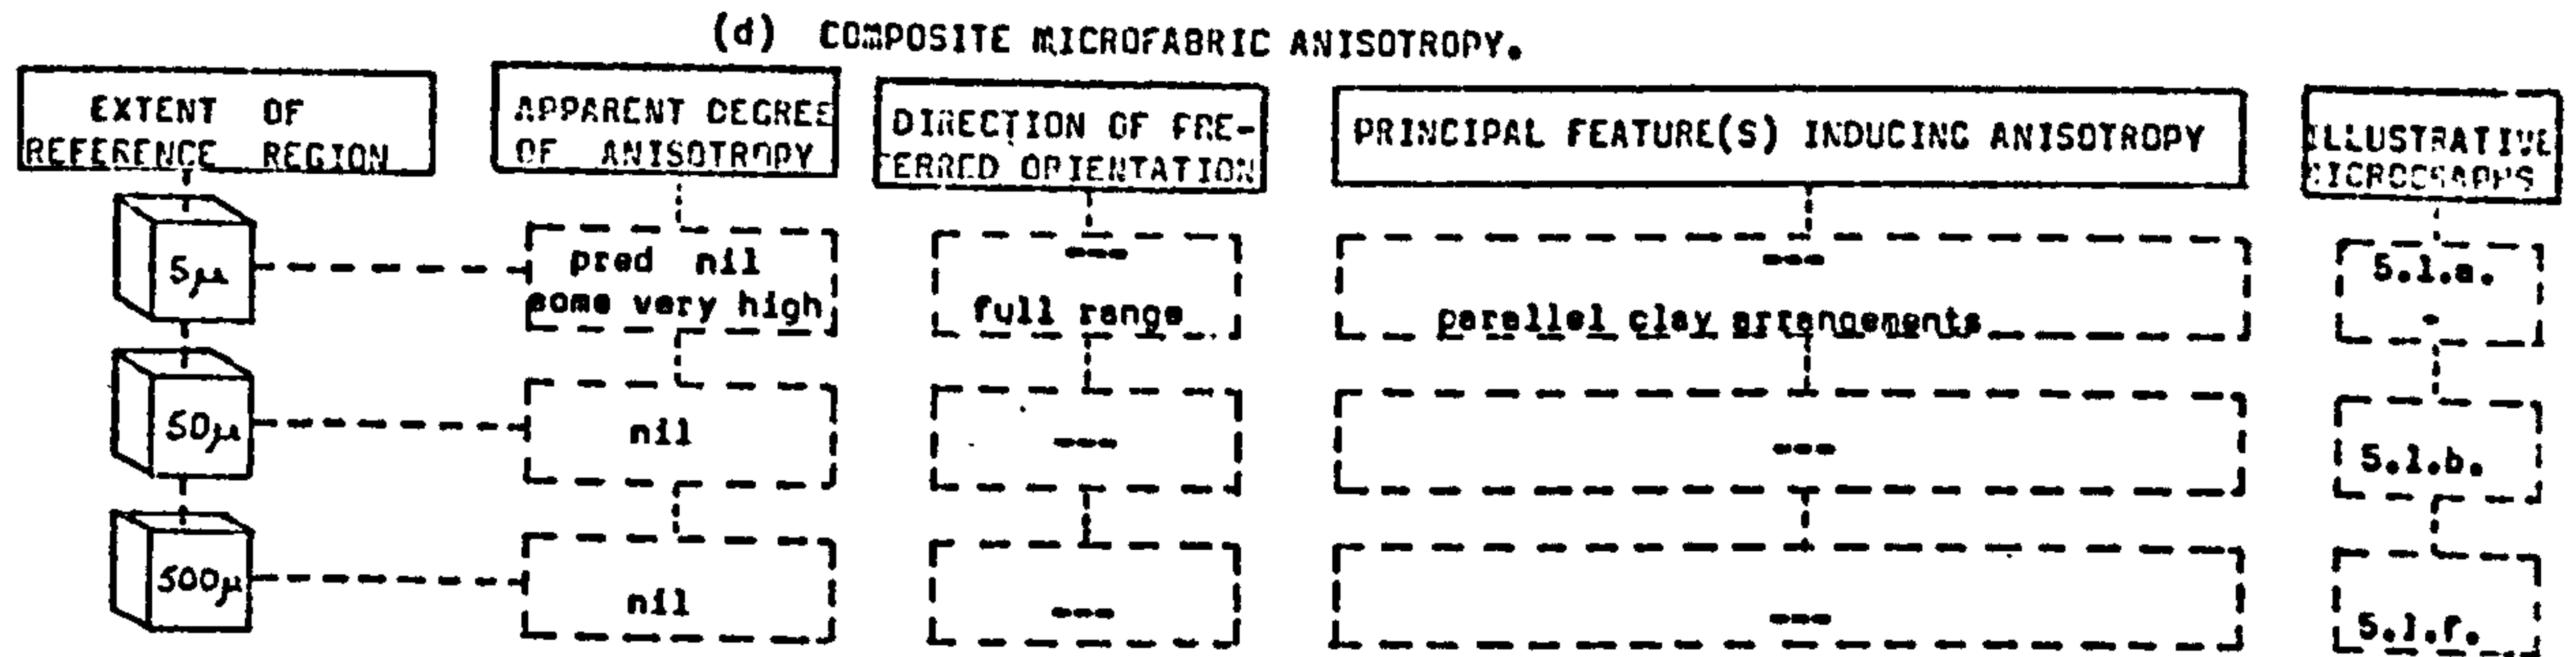 (d) COMPOSITE MICROFABRIC ANISOTROPY.
EXTENT OF
REFERENCE REGION
APPARENT DEGREE
OF ANISOTROPY
DIRECTION OF PRE-
FERRED ORIENTATION
PRINCIPAL FEATURE(S) INDUCING ANISOTROPY
ILLUSTRATIVE
MICROGRAPHS
5μ
pred nil
some very high
---
full range
---
parallel clay arrangements
5.1.a.
-
50μ
nil
---
---
5.1.b.
500μ
nil
---
---
5.1.f.